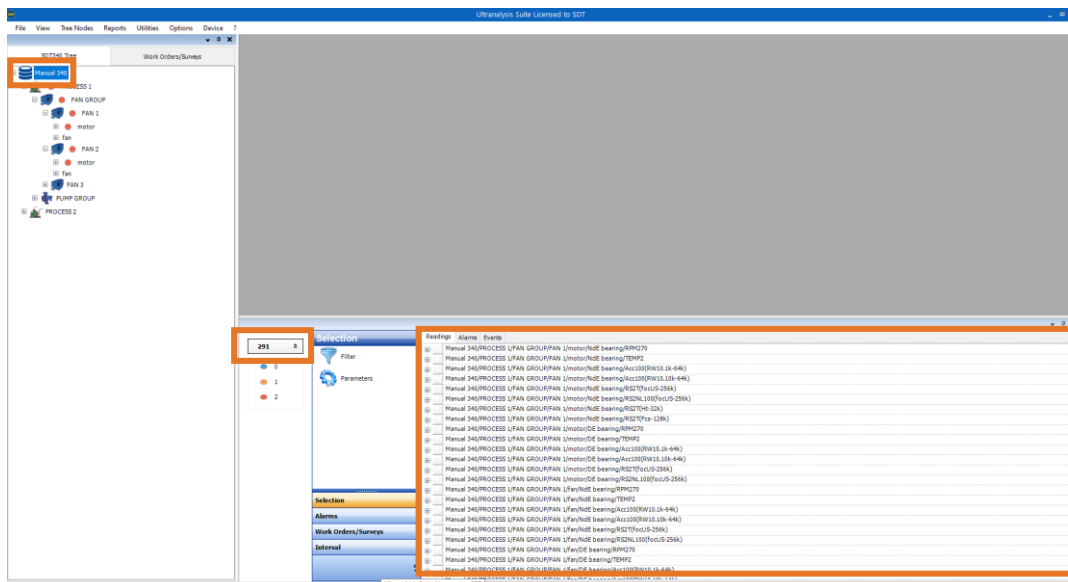 Ultranalysis Suite Licensed to SDT
File View Tree Nodes Reports Utilities Options Device ?
SDT340 Tree Work Orders/Surveys
Manual 340
PROCESS 1
FAN GROUP
FAN 1
motor
fan
FAN 2
motor
fan
FAN 3
PUMP GROUP
PROCESS 2
291
0
1
2
Selection
Filter
Parameters
Selection
Alarms
Work Orders/Surveys
Interval
Readings Alarms Events
Manual 340/PROCESS 1/FAN GROUP/FAN 1/motor/NdE bearing/RPM270
Manual 340/PROCESS 1/FAN GROUP/FAN 1/motor/NdE bearing/TEMP2
Manual 340/PROCESS 1/FAN GROUP/FAN 1/motor/NdE bearing/Acc100(RW10.1k-64k)
Manual 340/PROCESS 1/FAN GROUP/FAN 1/motor/NdE bearing/Acc100(RW10.10k-64k)
Manual 340/PROCESS 1/FAN GROUP/FAN 1/motor/NdE bearing/RS2T(focUS-256k)
Manual 340/PROCESS 1/FAN GROUP/FAN 1/motor/NdE bearing/RS2NL100(focUS-256k)
Manual 340/PROCESS 1/FAN GROUP/FAN 1/motor/NdE bearing/RS2T(Ht-32k)
Manual 340/PROCESS 1/FAN GROUP/FAN 1/motor/NdE bearing/RS2T(Fcs-128k)
Manual 340/PROCESS 1/FAN GROUP/FAN 1/motor/DE bearing/RPM270
Manual 340/PROCESS 1/FAN GROUP/FAN 1/motor/DE bearing/TEMP2
Manual 340/PROCESS 1/FAN GROUP/FAN 1/motor/DE bearing/Acc100(RW10.1k-64k)
Manual 340/PROCESS 1/FAN GROUP/FAN 1/motor/DE bearing/Acc100(RW10.10k-64k)
Manual 340/PROCESS 1/FAN GROUP/FAN 1/motor/DE bearing/RS2T(focUS-256k)
Manual 340/PROCESS 1/FAN GROUP/FAN 1/motor/DE bearing/RS2NL100(focUS-256k)
Manual 340/PROCESS 1/FAN GROUP/FAN 1/fan/NdE bearing/RPM270
Manual 340/PROCESS 1/FAN GROUP/FAN 1/fan/NdE bearing/TEMP2
Manual 340/PROCESS 1/FAN GROUP/FAN 1/fan/NdE bearing/Acc100(RW10.1k-64k)
Manual 340/PROCESS 1/FAN GROUP/FAN 1/fan/NdE bearing/Acc100(RW10.10k-64k)
Manual 340/PROCESS 1/FAN GROUP/FAN 1/fan/NdE bearing/RS2T(focUS-256k)
Manual 340/PROCESS 1/FAN GROUP/FAN 1/fan/NdE bearing/RS2NL100(focUS-256k)
Manual 340/PROCESS 1/FAN GROUP/FAN 1/fan/DE bearing/RPM270
Manual 340/PROCESS 1/FAN GROUP/FAN 1/fan/DE bearing/TEMP2
Manual 340/PROCESS 1/FAN GROUP/FAN 1/fan/DE bearing/Acc100(RW10.1k-64k)